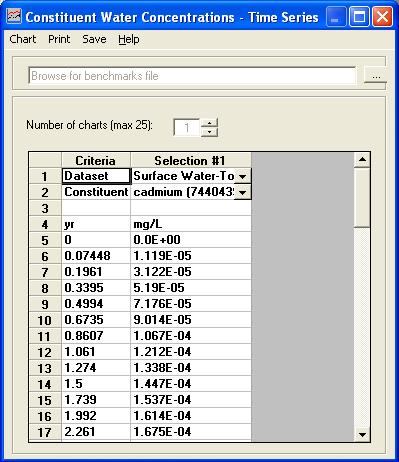 Constituent Water Concentrations - Time Series
Chart Print Save Help
Browse for benchmarks file ...
Number of charts (max 25): 1
Criteria Selection #1
1 Dataset Surface Water-To
2 Constituent cadmium (744043
3
4 yr mg/L
5 0 0.0E+00
6 0.07448 1.119E-05
7 0.1961 3.122E-05
8 0.3395 5.19E-05
9 0.4994 7.176E-05
10 0.6735 9.014E-05
11 0.8607 1.067E-04
12 1.061 1.212E-04
13 1.274 1.338E-04
14 1.5 1.447E-04
15 1.739 1.537E-04
16 1.992 1.614E-04
17 2.261 1.675E-04